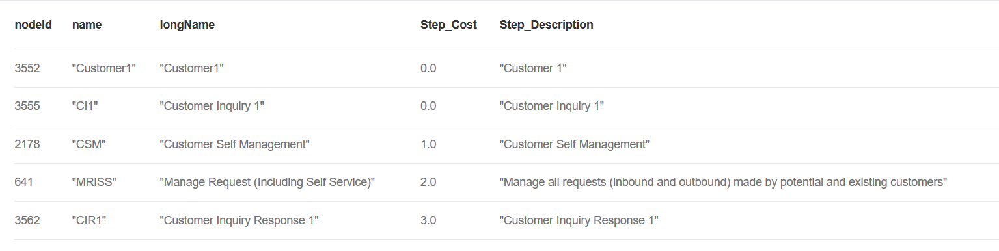 nodeId name longName Step_Cost Step_Description
3552 "Customer1" "Customer1" 0.0 "Customer 1"
3555 "CI1" "Customer Inquiry 1" 0.0 "Customer Inquiry 1"
2178 "CSM" "Customer Self Management" 1.0 "Customer Self Management"
641 "MRISS" "Manage Request (Including Self Service)" 2.0 "Manage all requests (inbound and outbound) made by potential and existing customers"
3562 "CIR1" "Customer Inquiry Response 1" 3.0 "Customer Inquiry Response 1"